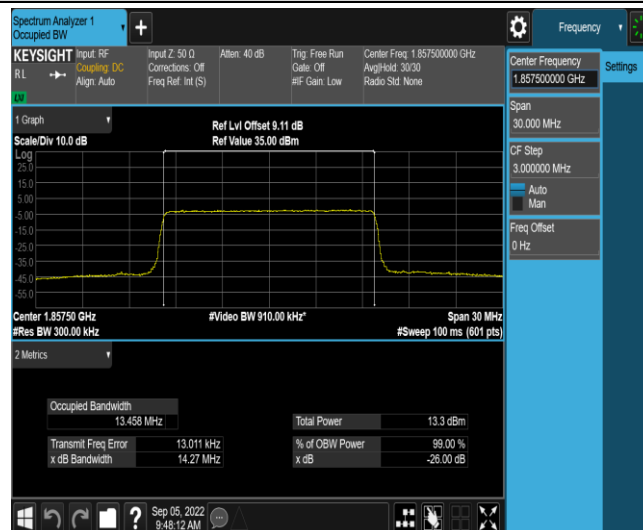 Spectrum Analyzer 1
Occupied BW
Frequency
KEYSIGHT
RL
Input: RF
Coupling: DC
Align: Auto
Input Z: 50 Ω
Corrections: Off
Freq Ref: Int (S)
Atten: 40 dB
Trig: Free Run
Gate: Off
#IF Gain: Low
Center Freq: 1.857500000 GHz
Avg|Hold: 30/30
Radio Std: None
Center Frequency
1.857500000 GHz
Settings
Span
30.000 MHz
CF Step
3.000000 MHz
Auto
Man
Freq Offset
0 Hz
1 Graph
Scale/Div 10.0 dB
Ref Lvl Offset 9.11 dB
Ref Value 35.00 dBm
Log
25.0
15.0
5.00
-5.00
-15.0
-25.0
-35.0
-45.0
-55.0
Center 1.85750 GHz
#Video BW 910.00 kHz*
Span 30 MHz
#Res BW 300.00 kHz
#Sweep 100 ms (601 pts)
2 Metrics
Occupied Bandwidth
13.458 MHz
Total Power 13.3 dBm
Transmit Freq Error 13.011 kHz
% of OBW Power 99.00 %
x dB Bandwidth 14.27 MHz
x dB -26.00 dB
?
Sep 05, 2022
9:48:12 AM